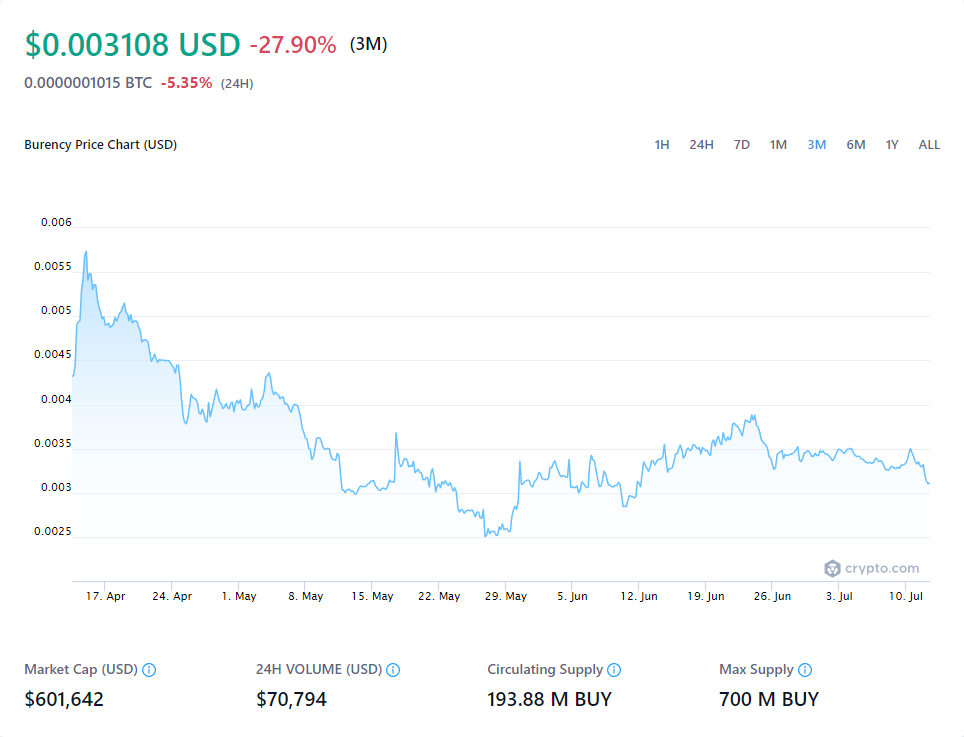 $0.003108 USD -27.90% (3M)
0.0000001015 BTC -5.35% (24H)
Burency Price Chart (USD)
1H 24H 7D 1M 3M 6M 1Y ALL
0.006
0.0055
0.005
0.0045
0.004
0.0035
0.003
0.0025
crypto.com
17. Apr 24. Apr 1. May 8. May 15. May 22. May 29. May 5. Jun 12. Jun 19. Jun 26. Jun 3. Jul 10. Jul
Market Cap (USD) 24H VOLUME (USD) Circulating Supply Max Supply
$601,642 $70,794 193.88 M BUY 700 M BUY